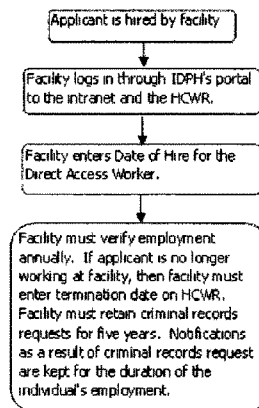 Applicant is hired by facility
Facility logs in through IDPH's portal
to the intranet and the HCWR.
Facility enters Date of Hire for the
Direct Access Worker.
Facility must verify employment
annually. If applicant is no longer
working at facility, then facility must
enter termination date on HCWR.
Facility must retain criminal records
requests for five years. Notifications
as a result of criminal records request
are kept for the duration of the
individual's employment.